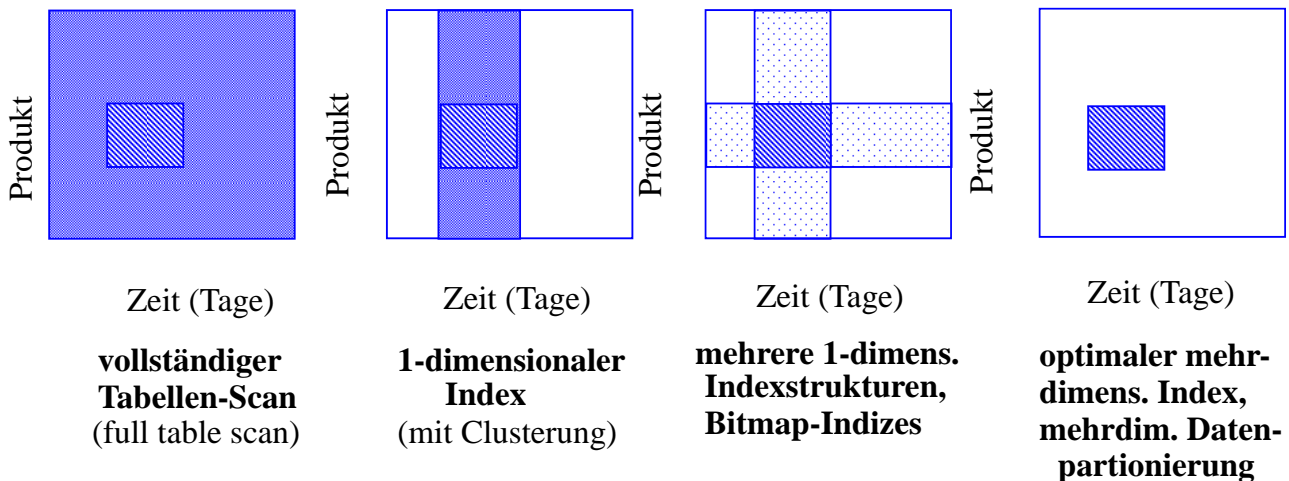 Produkt
Zeit (Tage)
vollständiger
Tabellen-Scan
(full table scan)
Produkt
Zeit (Tage)
1-dimensionaler
Index
(mit Clusterung)
Produkt
Zeit (Tage)
mehrere 1-dimens.
Indexstrukturen,
Bitmap-Indizes
Produkt
Zeit (Tage)
optimaler mehr-
dimens. Index,
mehrdim. Daten-
partionierung